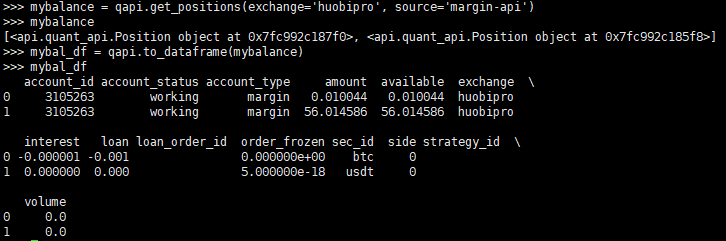 >>> mybalance = qapi.get_positions(exchange='huobipro', source='margin-api')
>>> mybalance
[<api.quant_api.Position object at 0x7fc992c187f0>, <api.quant_api.Position object at 0x7fc992c185f8>]
>>> mybal_df = qapi.to_dataframe(mybalance)
>>> mybal_df
   account_id account_status account_type     amount  available  exchange  \
0     3105263        working       margin   0.010044   0.010044  huobipro
1     3105263        working       margin  56.014586  56.014586  huobipro

   interest   loan loan_order_id  order_frozen sec_id  side strategy_id  \
0 -0.000001 -0.001                0.000000e+00    btc     0
1  0.000000  0.000                5.000000e-18   usdt     0

   volume
0     0.0
1     0.0